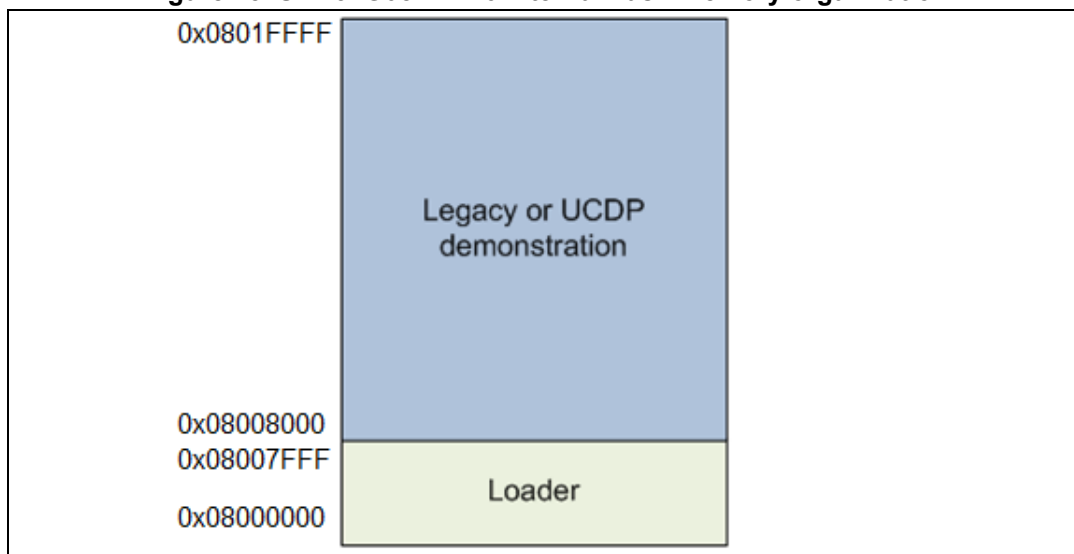 0x0801FFFF
Legacy or UCDP
demonstration
0x08008000
0x08007FFF
Loader
0x08000000